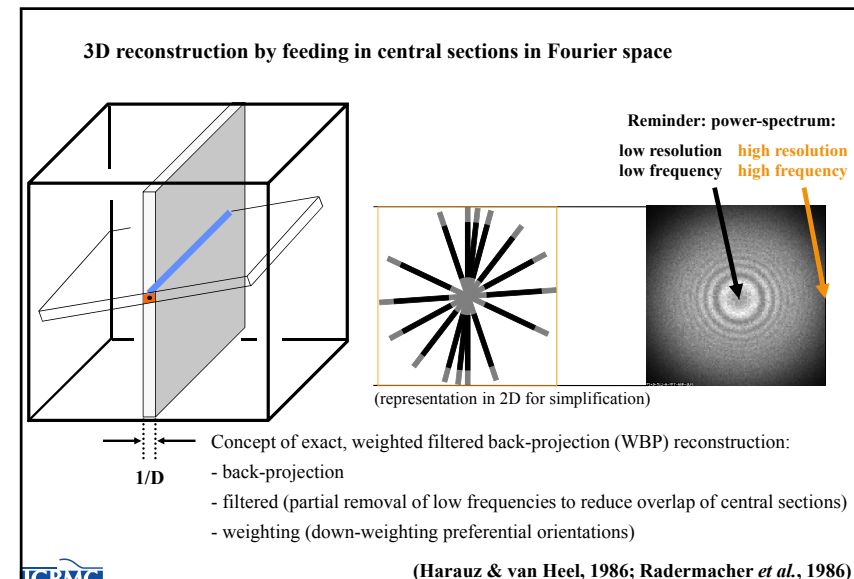 3D reconstruction by feeding in central sections in Fourier space
Reminder: power-spectrum:
low resolution high resolution
low frequency high frequency
(representation in 2D for simplification)
1/D
Concept of exact, weighted filtered back-projection (WBP) reconstruction:
- back-projection
- filtered (partial removal of low frequencies to reduce overlap of central sections)
- weighting (down-weighting preferential orientations)
(Harauz & van Heel, 1986; Radermacher et al., 1986)